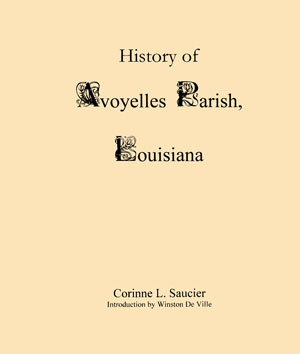 History of
Avoyelles Parish,
Louisiana
Corinne L. Saucier
Introduction by Winston De Ville